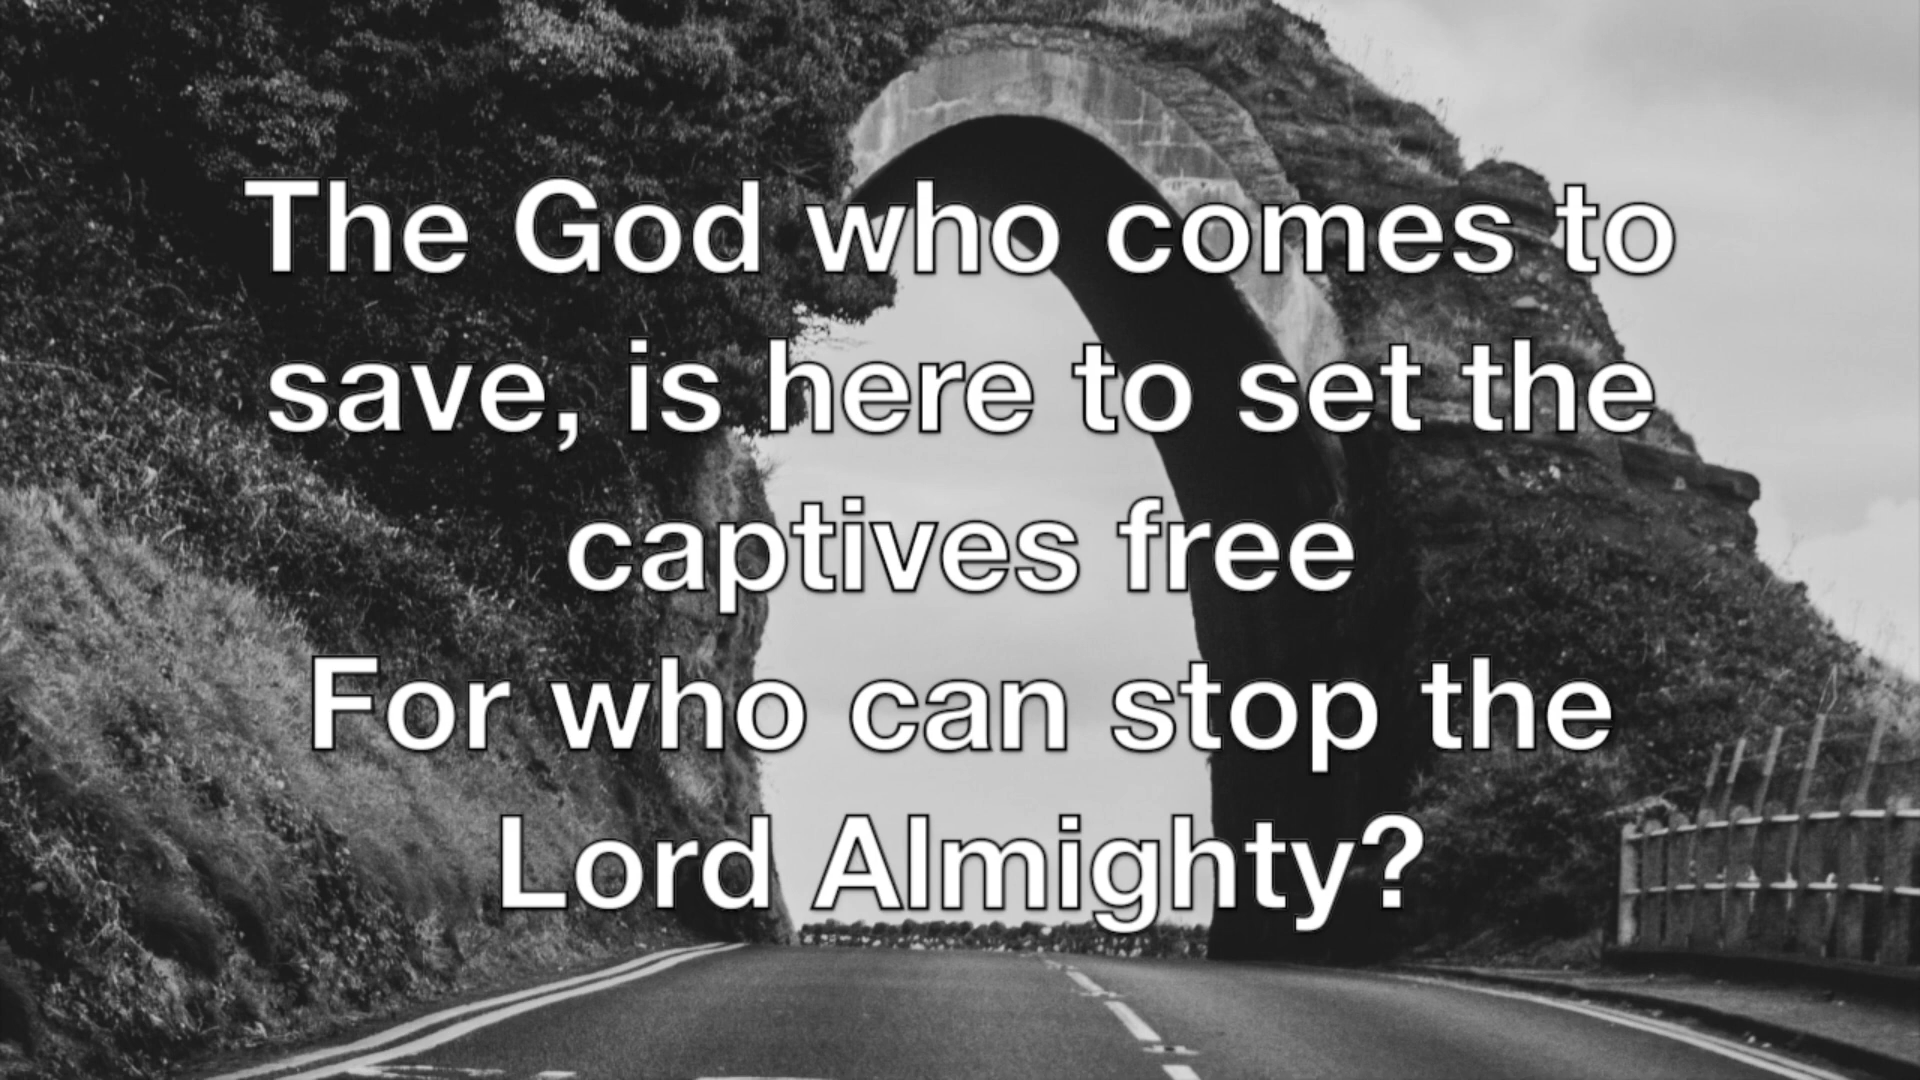 The God who comes to
save, is here to set the
captives free
For who can stop the
Lord Almighty?